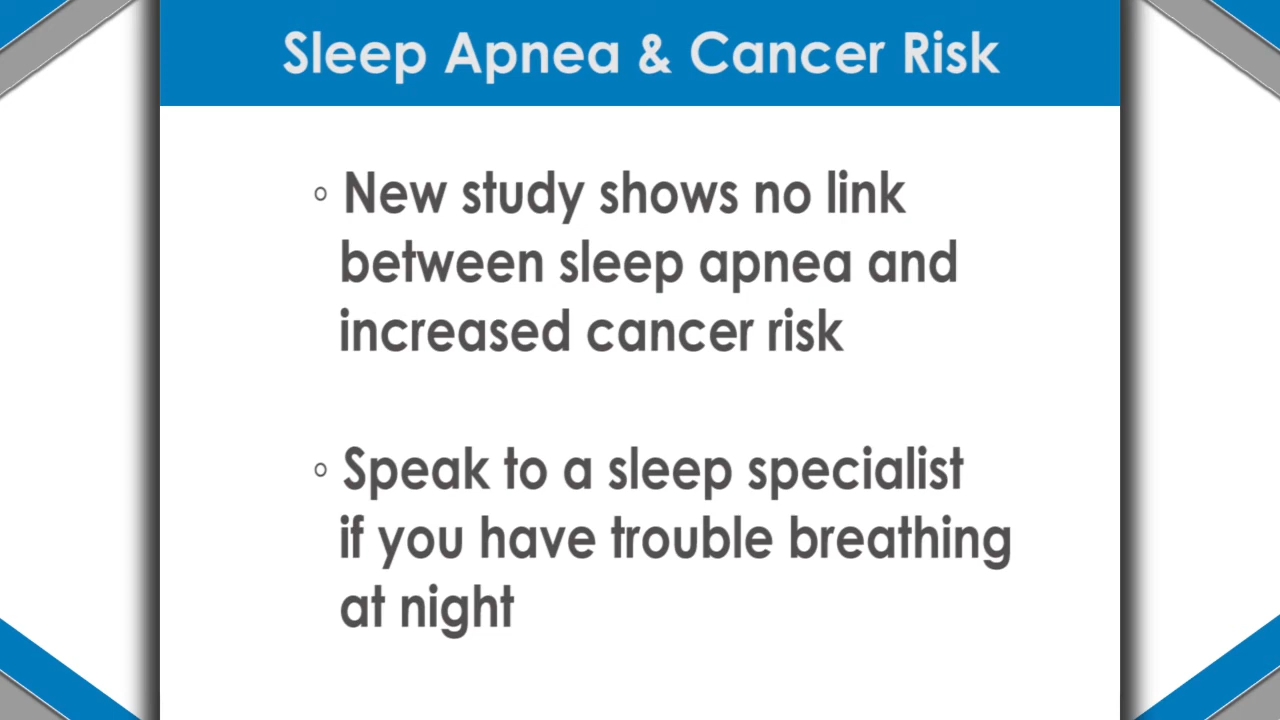 Sleep Apnea & Cancer Risk
◦ New study shows no link
between sleep apnea and
increased cancer risk
◦ Speak to a sleep specialist
if you have trouble breathing
at night